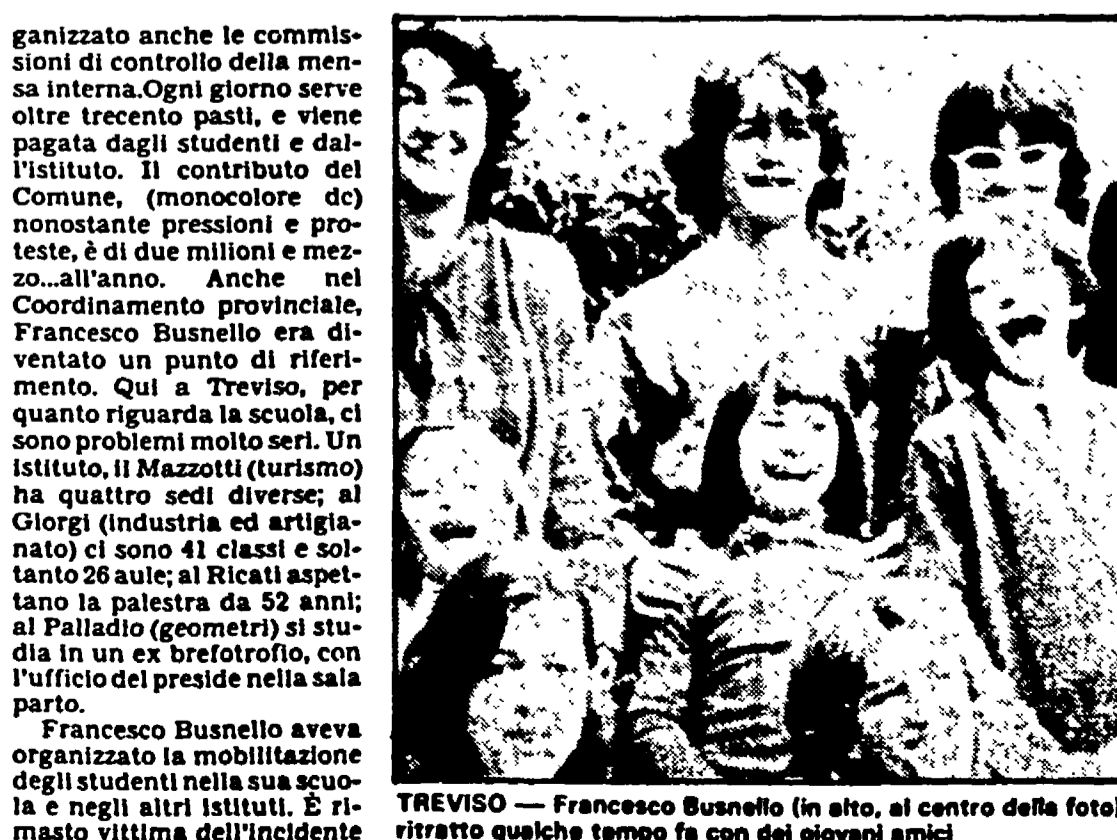 ganizzato anche le commis-
sioni di controllo della men-
sa interna.Ogni giorno serve
oltre trecento pasti, e viene
pagata dagli studenti e dal-
l'istituto. Il contributo del
Comune, (monocolore dc)
nonostante pressioni e pro-
teste, è di due milioni e mez-
zo...all'anno. Anche nel
Coordinamento provinciale,
Francesco Busnello era di-
ventato un punto di riferi-
mento. Qui a Treviso, per
quanto riguarda la scuola, ci
sono problemi molto seri. Un
istituto, il Mazzotti (turismo)
ha quattro sedi diverse; al
Giorgi (industria ed artigia-
nato) ci sono 41 classi e sol-
tanto 26 aule; al Ricati aspet-
tano la palestra da 52 anni;
al Palladio (geometri) si stu-
dia in un ex brefotrofio, con
l'ufficio del preside nella sala
parto.
Francesco Busnello aveva
organizzato la mobilitazione
degli studenti nella sua scuo-
la e negli altri istituti. È ri-
masto vittima dell'incidente
TREVISO — Francesco Busnello (in alto, al centro della foto)
ritratto qualche tempo fa con dei giovani amici